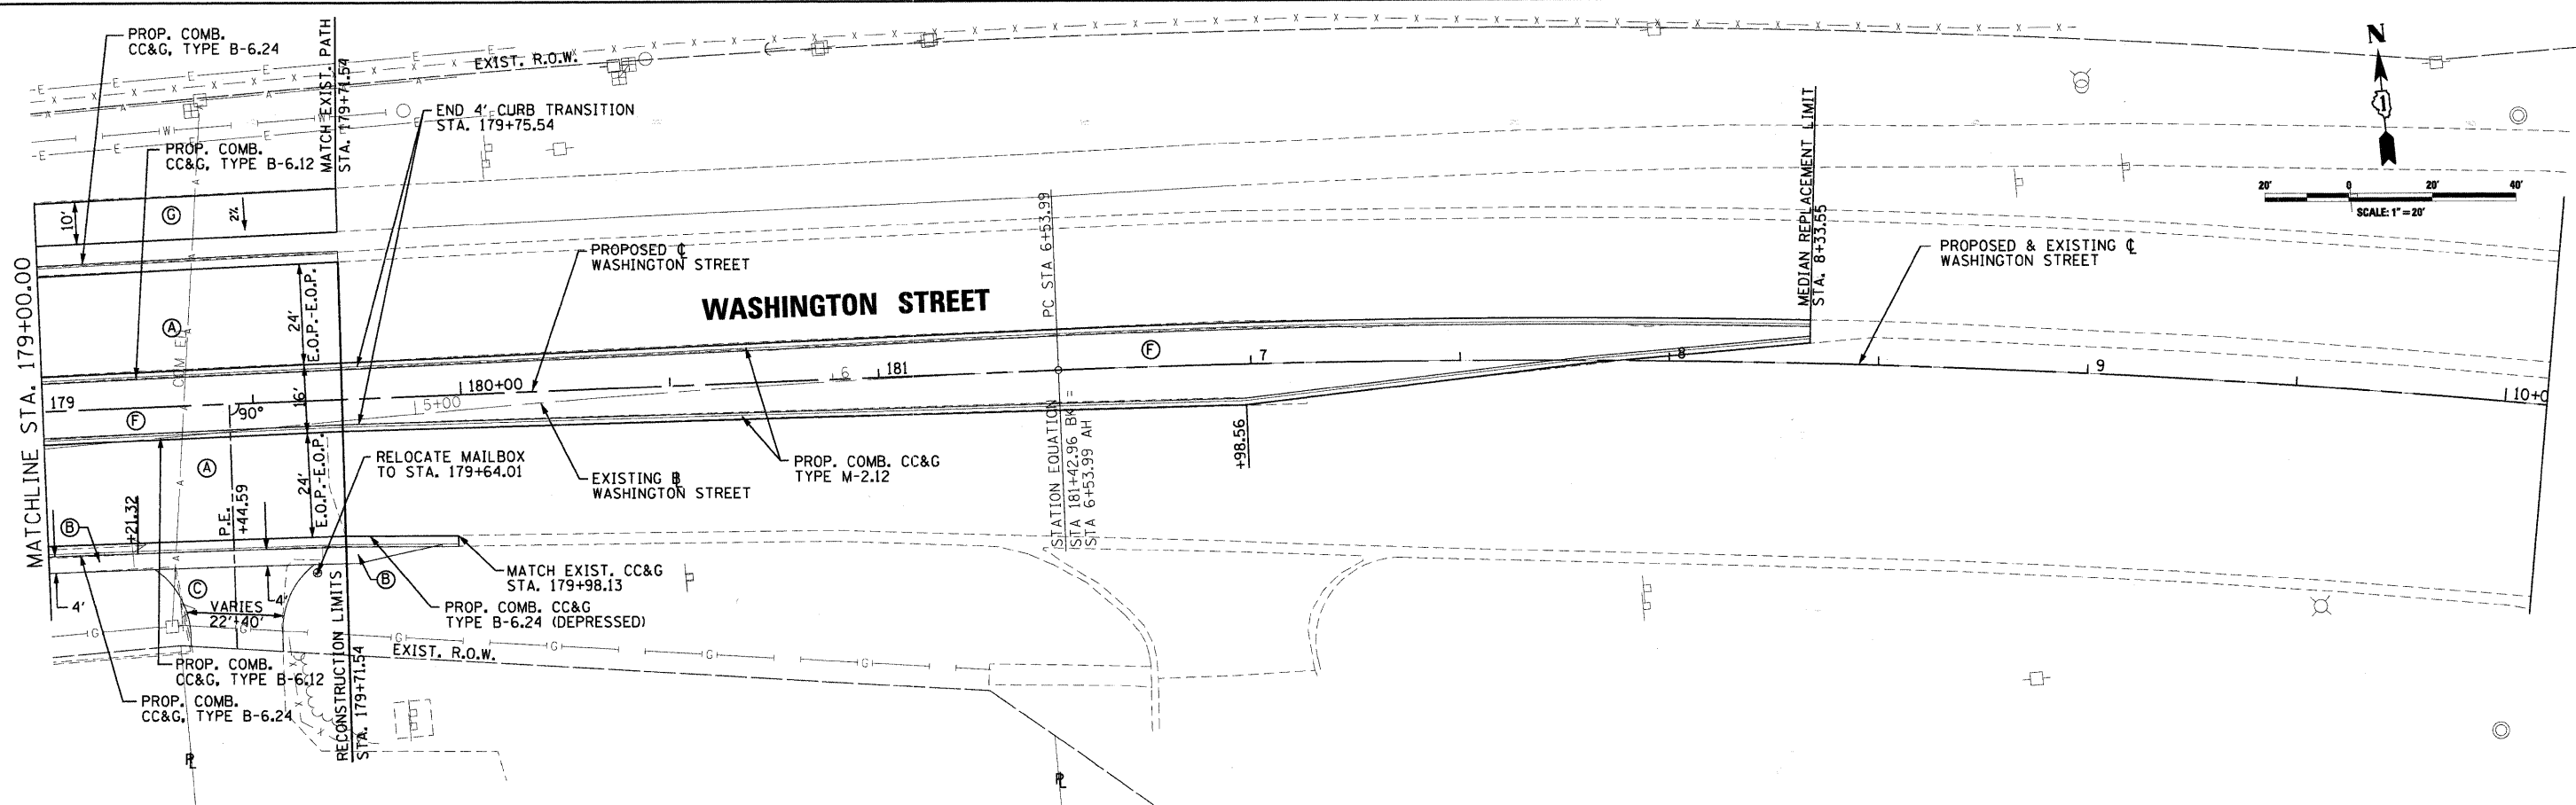 PROP. COMB.
CC&G, TYPE B-6.24
MATCH EXIST. PATH
STA. 179+71.54
EXIST. R.O.W.
END 4' CURB TRANSITION
STA. 179+75.54
PROP. COMB.
CC&G, TYPE B-6.12
N
1
20' 0 20' 40'
SCALE: 1" = 20'
MEDIAN REPLACEMENT LIMIT
STA. 8+33.55
10'
G
2%
PROPOSED ℄
WASHINGTON STREET
PC STA 6+53.99
PROPOSED & EXISTING ℄
WASHINGTON STREET
WASHINGTON STREET
MATCHLINE STA. 179+00.00
A
24'
E.O.P.-E.O.P.
COM
F
7
8
9
10+0
179
180+00
6
181
16'
90°
5+00
F
A
24'
E.O.P.-E.O.P.
RELOCATE MAILBOX
TO STA. 179+64.01
EXISTING B
WASHINGTON STREET
PROP. COMB. CC&G
TYPE M-2.12
STATION EQUATION
STA 181+42.96 BK =
STA 6+53.99 AH
+98.56
B
+21.32
P.E.
+44.59
MATCH EXIST. CC&G
STA. 179+98.13
B
C
4'
VARIES
22'-40'
4'
PROP. COMB. CC&G
TYPE B-6.24 (DEPRESSED)
EXIST. R.O.W.
RECONSTRUCTION LIMITS
STA. 179+71.54
PROP. COMB.
CC&G, TYPE B-6.12
PROP. COMB.
CC&G, TYPE B-6.24
PL
PL